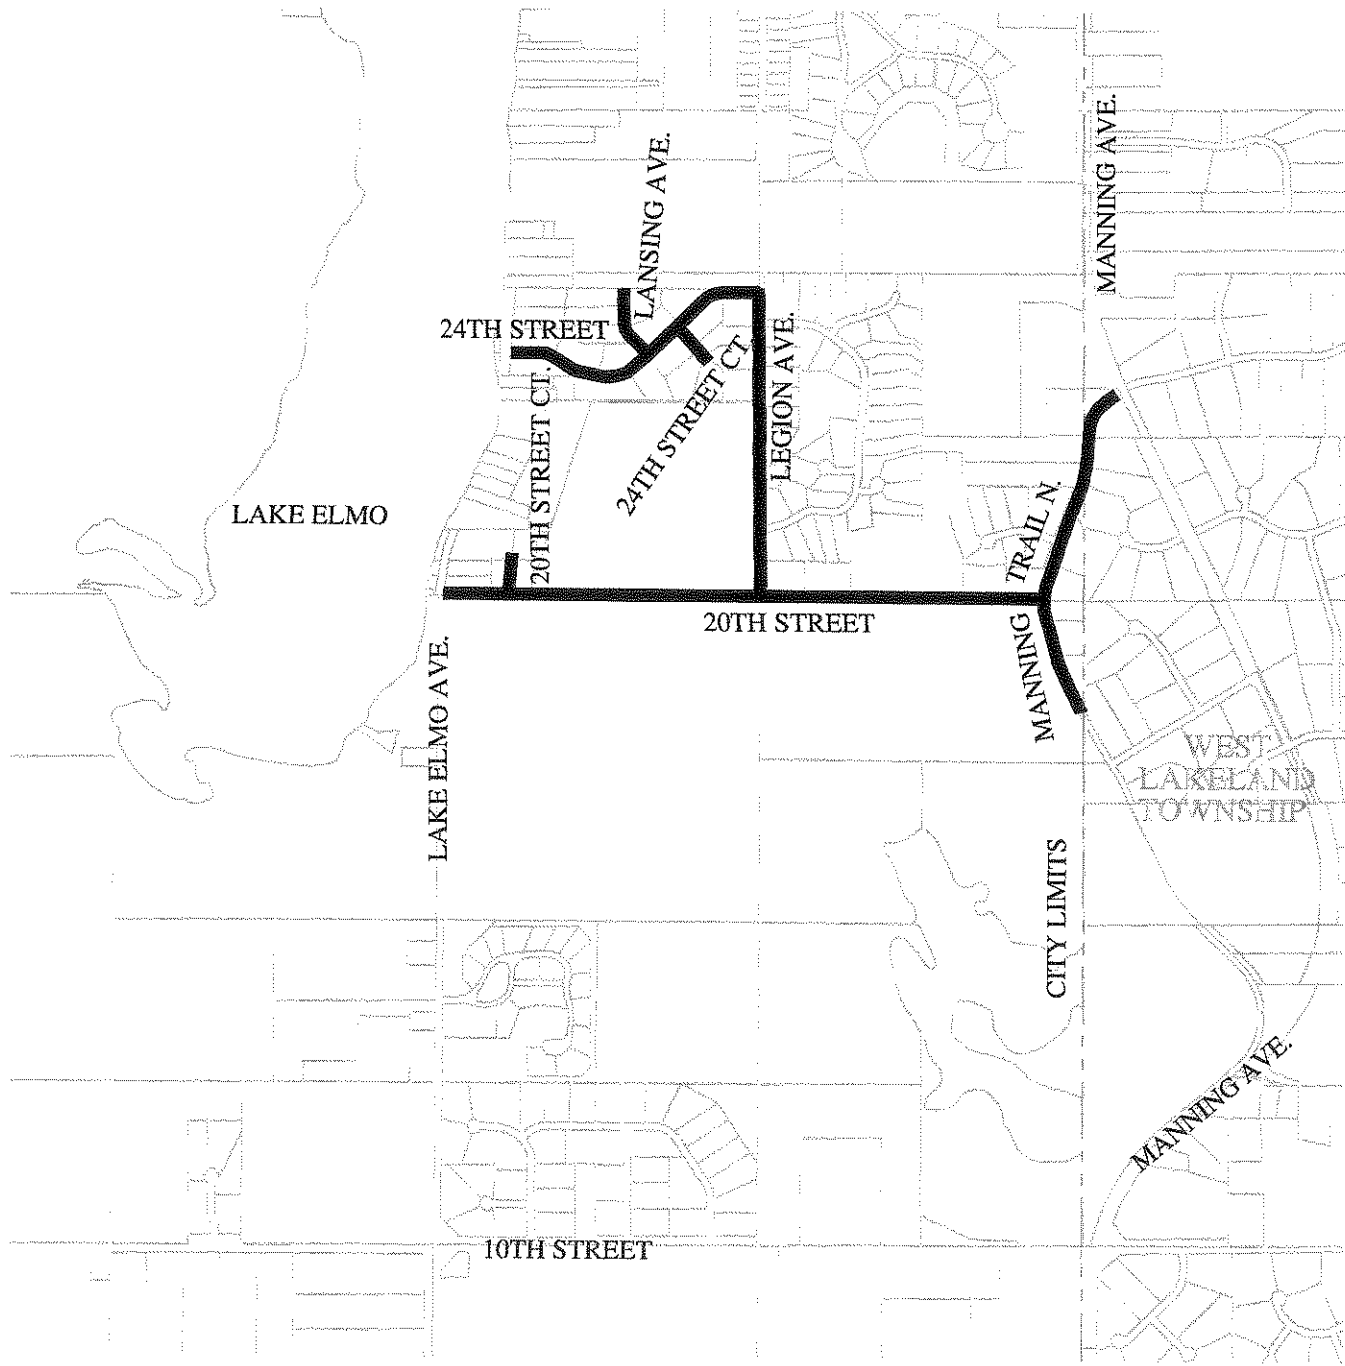 MANNING AVE.
LANSING AVE.
24TH STREET
LEGION AVE.
24TH STREET CT.
20TH STREET CT.
LAKE ELMO
TRAIL N.
20TH STREET
MANNING
LAKE ELMO AVE.
WEST
LAKELAND
TOWNSHIP
CITY LIMITS
MANNING AVE.
10TH STREET